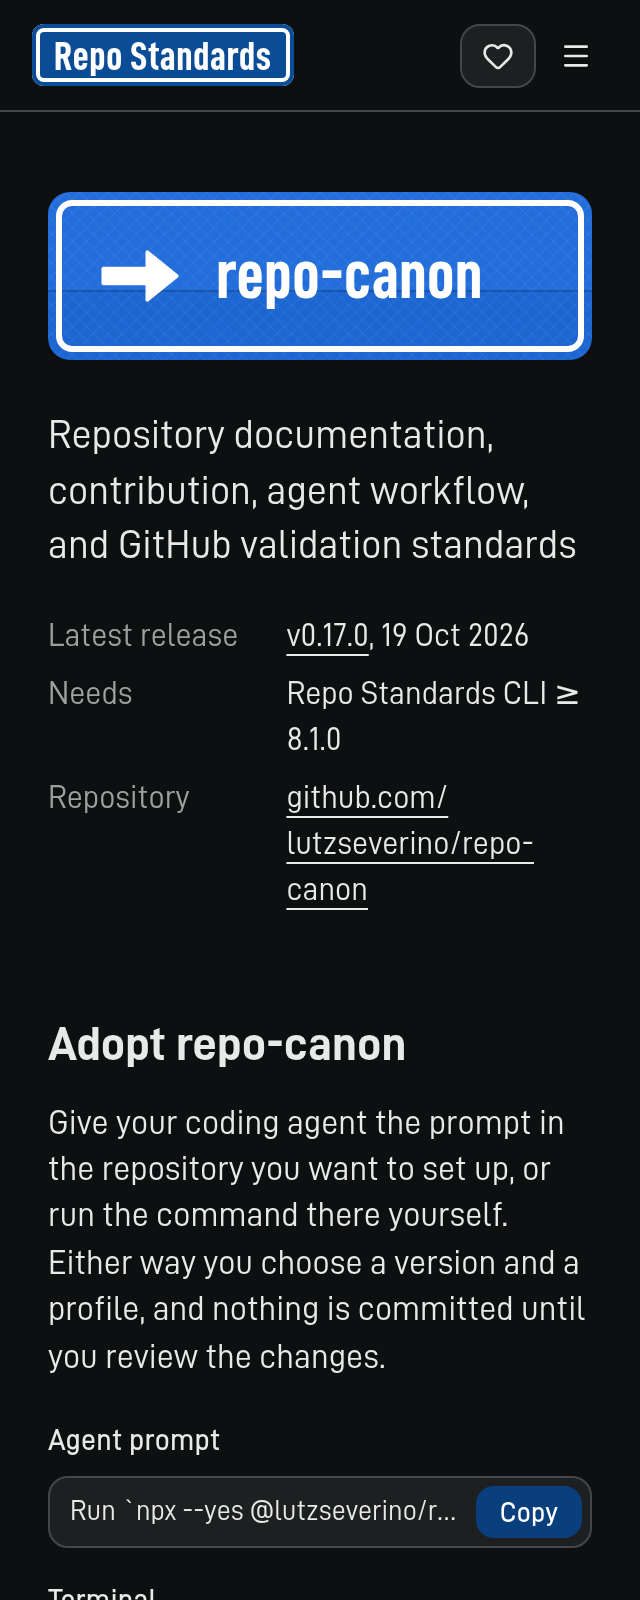 Repo Standards
repo-canon
Repository documentation,
contribution, agent workflow,
and GitHub validation standards
Latest release v0.17.0, 19 Oct 2026
Needs Repo Standards CLI ≥
8.1.0
Repository github.com/
lutzseverino/repo-
canon
Adopt repo-canon
Give your coding agent the prompt in
the repository you want to set up, or
run the command there yourself.
Either way you choose a version and a
profile, and nothing is committed until
you review the changes.
Agent prompt
Run `npx --yes @lutzseverino/r... Copy
Terminal